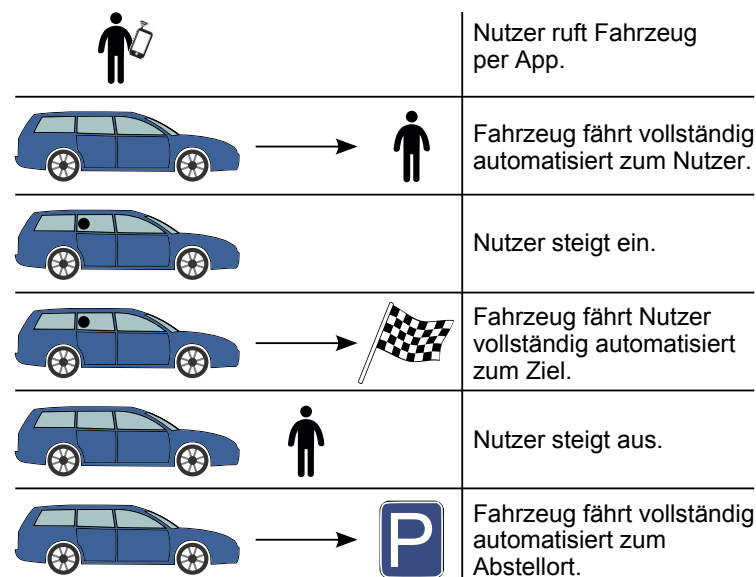 Nutzer ruft Fahrzeug
per App.
Fahrzeug fährt vollständig
automatisiert zum Nutzer.
Nutzer steigt ein.
Fahrzeug fährt Nutzer
vollständig automatisiert
zum Ziel.
Nutzer steigt aus.
P
Fahrzeug fährt vollständig
automatisiert zum
Abstellort.